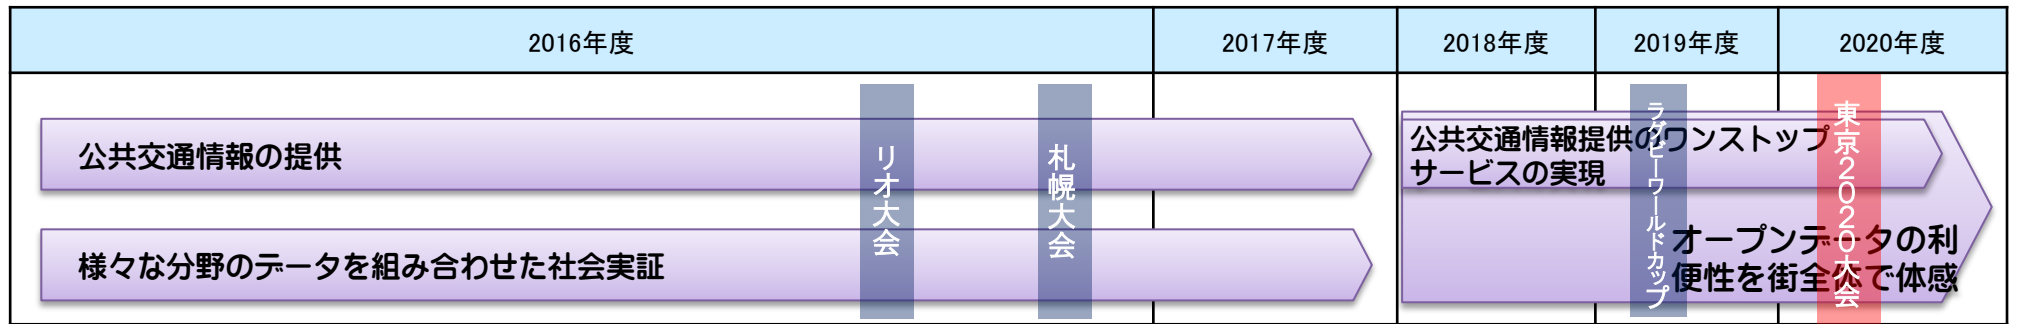 2016年度
2017年度
2018年度
2019年度
2020年度
公共交通情報の提供
様々な分野のデータを組み合わせた社会実証
リオ大会
札幌大会
公共交通情報提供のワンストップ
サービスの実現
ラグビーワールドカップ
東京2020大会
オープンデータの利
便性を街全体で体感